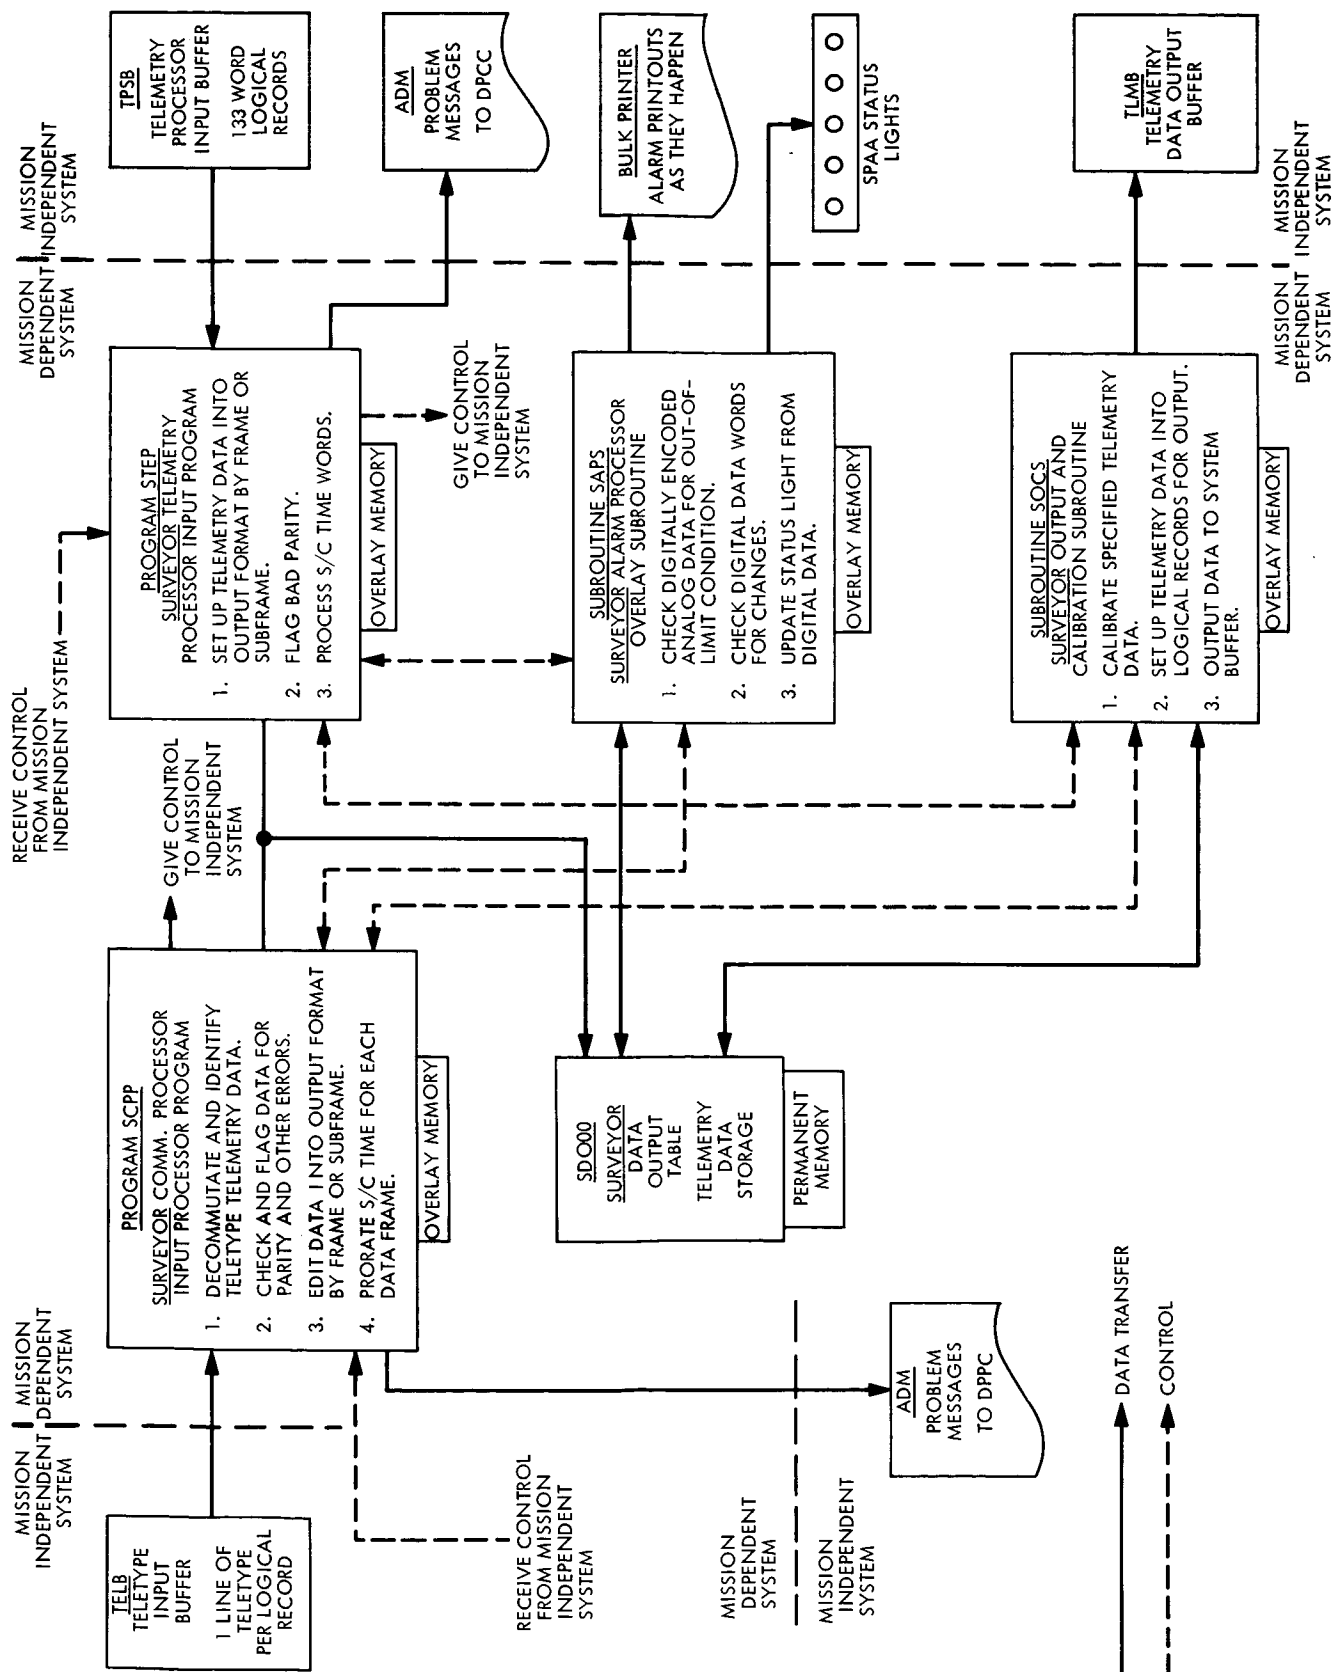 MISSION
INDEPENDENT
SYSTEM
MISSION
DEPENDENT
SYSTEM
TELB
TELETYPE
INPUT
BUFFER
1 LINE OF
TELETYPE
PER LOGICAL
RECORD
RECEIVE CONTROL
FROM MISSION
INDEPENDENT
SYSTEM
PROGRAM SCPP
SURVEYOR COMM. PROCESSOR
INPUT PROCESSOR PROGRAM
1. DECOMMUTATE AND IDENTIFY
TELETYPE TELEMETRY DATA.
2. CHECK AND FLAG DATA FOR
PARITY AND OTHER ERRORS.
3. EDIT DATA INTO OUTPUT FORMAT
BY FRAME OR SUBFRAME.
4. PRORATE S/C TIME FOR EACH
DATA FRAME.
OVERLAY MEMORY
GIVE CONTROL
TO MISSION
INDEPENDENT
SYSTEM
RECEIVE CONTROL
FROM MISSION
INDEPENDENT SYSTEM
PROGRAM STEP
SURVEYOR TELEMETRY
PROCESSOR INPUT PROGRAM
1. SET UP TELEMETRY DATA INTO
OUTPUT FORMAT BY FRAME OR
SUBFRAME.
2. FLAG BAD PARITY.
3. PROCESS S/C TIME WORDS.
OVERLAY MEMORY
GIVE CONTROL
TO MISSION
INDEPENDENT
SYSTEM
MISSION
DEPENDENT
SYSTEM
MISSION
INDEPENDENT
SYSTEM
TPSB
TELEMETRY
PROCESSOR
INPUT BUFFER
133 WORD
LOGICAL
RECORDS
ADM
PROBLEM
MESSAGES
TO DPCC
SDO00
SURVEYOR
DATA
OUTPUT
TABLE
TELEMETRY
DATA
STORAGE
PERMANENT
MEMORY
SUBROUTINE SAPS
SURVEYOR ALARM PROCESSOR
OVERLAY SUBROUTINE
1. CHECK DIGITALLY ENCODED
ANALOG DATA FOR OUT-OF-
LIMIT CONDITION.
2. CHECK DIGITAL DATA WORDS
FOR CHANGES.
3. UPDATE STATUS LIGHT FROM
DIGITAL DATA.
OVERLAY MEMORY
BULK PRINTER
ALARM PRINTOUTS
AS THEY HAPPEN
SPAA STATUS
LIGHTS
MISSION
DEPENDENT
SYSTEM
MISSION
INDEPENDENT
SYSTEM
ADM
PROBLEM
MESSAGES
TO DPPC
SUBROUTINE SOCS
SURVEYOR OUTPUT AND
CALIBRATION SUBROUTINE
1. CALIBRATE SPECIFIED TELEMETRY
DATA.
2. SET UP TELEMETRY DATA INTO
LOGICAL RECORDS FOR OUTPUT.
3. OUTPUT DATA TO SYSTEM
BUFFER.
OVERLAY MEMORY
TLMB
TELEMETRY
DATA OUTPUT
BUFFER
MISSION
DEPENDENT
SYSTEM
MISSION
INDEPENDENT
SYSTEM
DATA TRANSFER
CONTROL